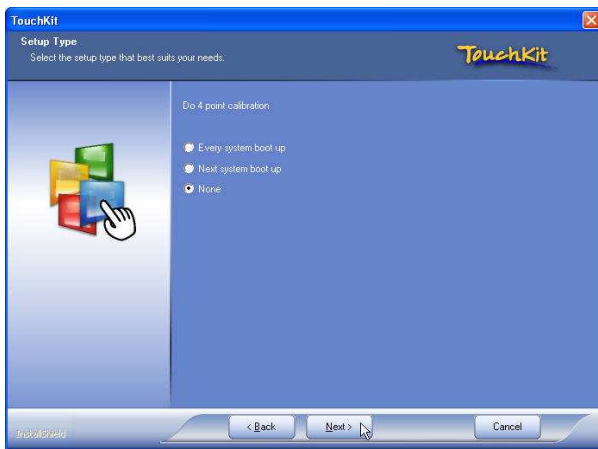 TouchKit
Setup Type
Select the setup type that best suits your needs.
TouchKit
Do 4 point calibration
Every system boot up
Next system boot up
None
InstallShield
< Back
Next >
Cancel